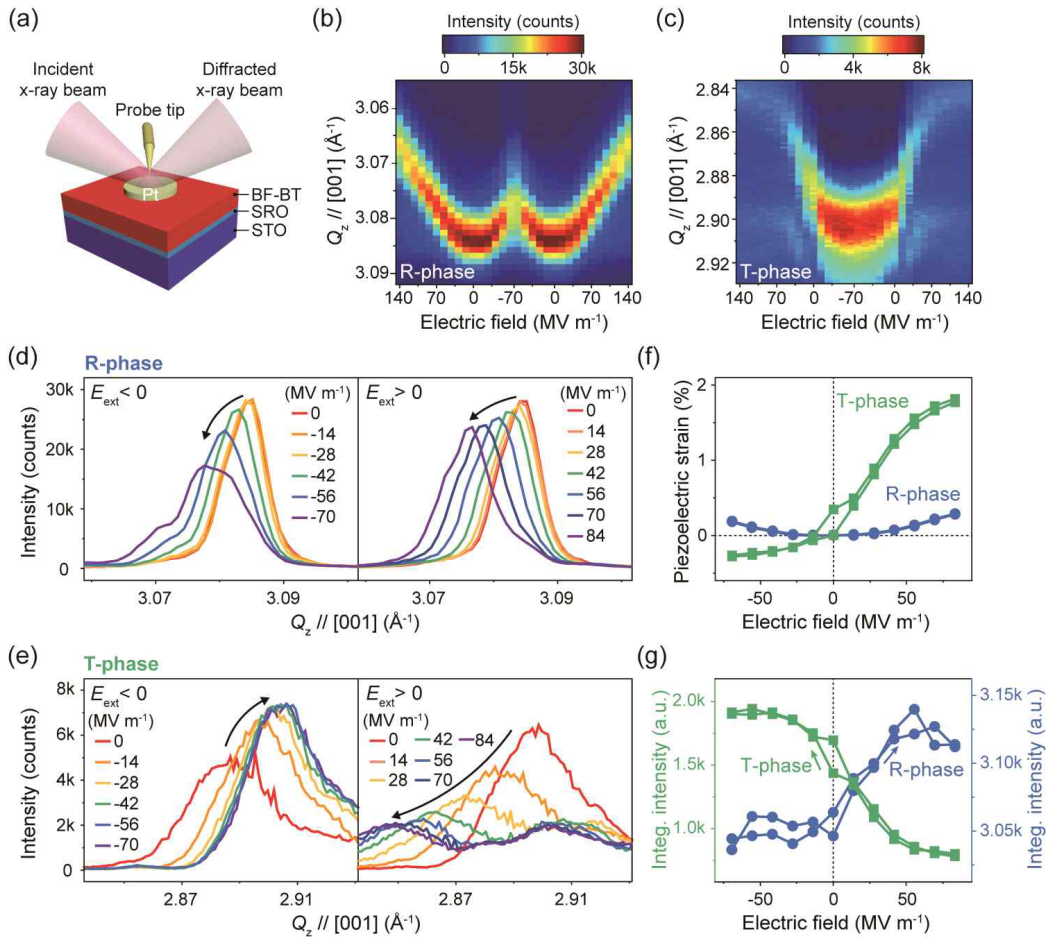 (a)
Incident
x-ray beam
Diffracted
x-ray beam
Probe tip
Pt
BF-BT
SRO
STO
(b)
Intensity (counts)
0 15k 30k
3.06
3.07
3.08
3.09
Qz // [001] (Å-1)
R-phase
140 70 0 -70 0 70 140
Electric field (MV m-1)
(c)
Intensity (counts)
0 4k 8k
2.84
2.86
2.88
2.90
2.92
Qz // [001] (Å-1)
T-phase
140 70 0 -70 0 70 140
Electric field (MV m-1)
(d)
R-phase
30k
20k
10k
0
Intensity (counts)
Eext < 0
(MV m-1)
0
-14
-28
-42
-56
-70
Eext > 0
(MV m-1)
0
14
28
42
56
70
84
3.07 3.09 3.07 3.09
Qz // [001] (Å-1)
(e)
T-phase
8k
6k
4k
2k
0
Intensity (counts)
Eext < 0
(MV m-1)
0
-14
-28
-42
-56
-70
Eext > 0
(MV m-1)
0 42 84
14 56
28 70
2.87 2.91 2.87 2.91
Qz // [001] (Å-1)
(f)
2
1
0
Piezoelectric strain (%)
T-phase
R-phase
-50 0 50
Electric field (MV m-1)
(g)
2.0k
1.5k
1.0k
Integ. intensity (a.u.)
T-phase
R-phase
3.15k
3.10k
3.05k
Integ. intensity (a.u.)
-50 0 50
Electric field (MV m-1)